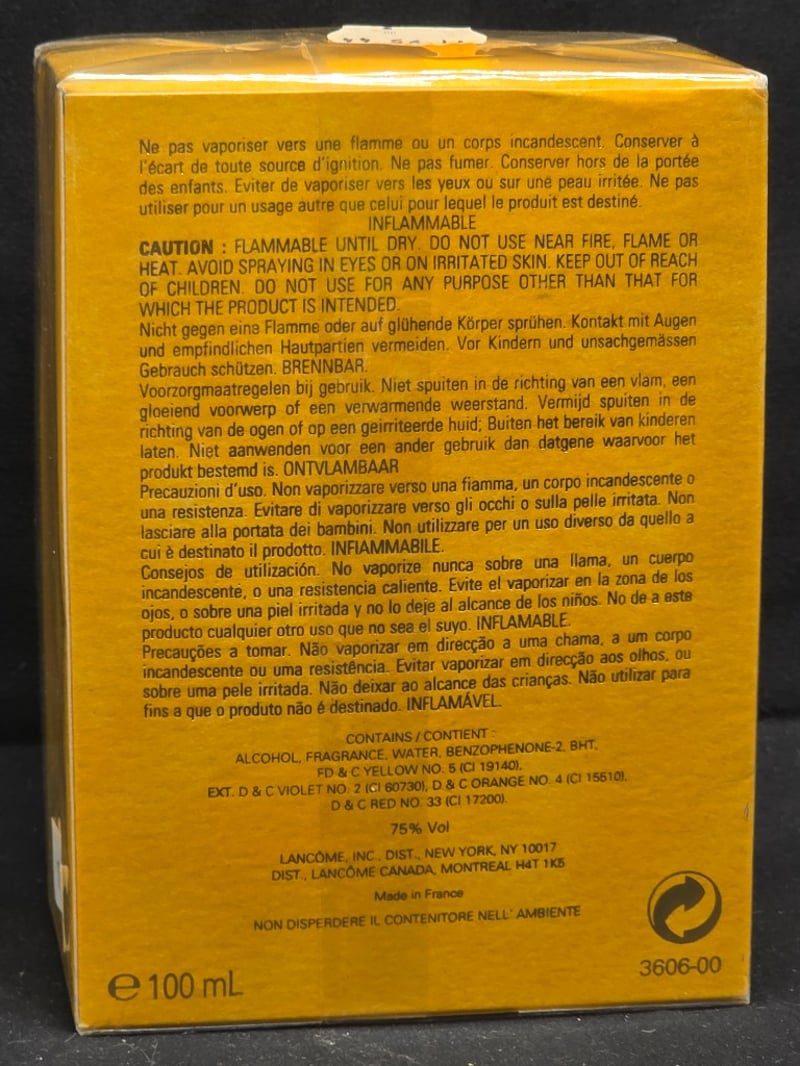 Ne pas vaporiser vers une flamme ou un corps incandescent. Conserver à
l'écart de toute source d'ignition. Ne pas fumer. Conserver hors de la portée
des enfants. Eviter de vaporiser vers les yeux ou sur une peau irritée. Ne pas
utiliser pour un usage autre que celui pour lequel le produit est destiné.
INFLAMMABLE
CAUTION : FLAMMABLE UNTIL DRY. DO NOT USE NEAR FIRE, FLAME OR
HEAT. AVOID SPRAYING IN EYES OR ON IRRITATED SKIN. KEEP OUT OF REACH
OF CHILDREN. DO NOT USE FOR ANY PURPOSE OTHER THAN THAT FOR
WHICH THE PRODUCT IS INTENDED.
Nicht gegen eine Flamme oder auf glühende Körper sprühen. Kontakt mit Augen
und empfindlichen Hautpartien vermeiden. Vor Kindern und unsachgemässen
Gebrauch schützen. BRENNBAR.
Voorzorgmaatregelen bij gebruik. Niet spuiten in de richting van een vlam, een
gloeiend voorwerp of een verwarmende weerstand. Vermijd spuiten in de
richting van de ogen of op een geirriteerde huid; Buiten het bereik van kinderen
laten. Niet aanwenden voor een ander gebruik dan datgene waarvoor het
produkt bestemd is. ONTVLAMBAAR
Precauzioni d'uso. Non vaporizzare verso una fiamma, un corpo incandescente o
una resistenza. Evitare di vaporizzare verso gli occhi o sulla pelle irritata. Non
lasciare alla portata dei bambini. Non utilizzare per un uso diverso da quello a
cui è destinato il prodotto. INFIAMMABILE.
Consejos de utilización. No vaporize nunca sobre una llama, un cuerpo
incandescente, o una resistencia caliente. Evite el vaporizar en la zona de los
ojos, o sobre una piel irritada y no lo deje al alcance de los niños. No de a este
producto cualquier otro uso que no sea el suyo. INFLAMABLE.
Precauções a tomar. Não vaporizar em direcção a uma chama, a um corpo
incandescente ou uma resistência. Evitar vaporizar em direcção aos olhos, ou
sobre uma pele irritada. Não deixar ao alcance das crianças. Não utilizar para
fins a que o produto não é destinado. INFLAMÁVEL.
CONTAINS / CONTIENT :
ALCOHOL, FRAGRANCE, WATER, BENZOPHENONE-2, BHT,
FD & C YELLOW NO. 5 (CI 19140),
EXT. D & C VIOLET NO. 2 (CI 60730), D & C ORANGE NO. 4 (CI 15510),
D & C RED NO. 33 (CI 17200).
75% Vol
LANCÔME, INC., DIST., NEW YORK, NY 10017
DIST., LANCÔME CANADA, MONTREAL H4T 1K5
Made in France
NON DISPERDERE IL CONTENITORE NELL' AMBIENTE
3606-00
℮ 100 mL